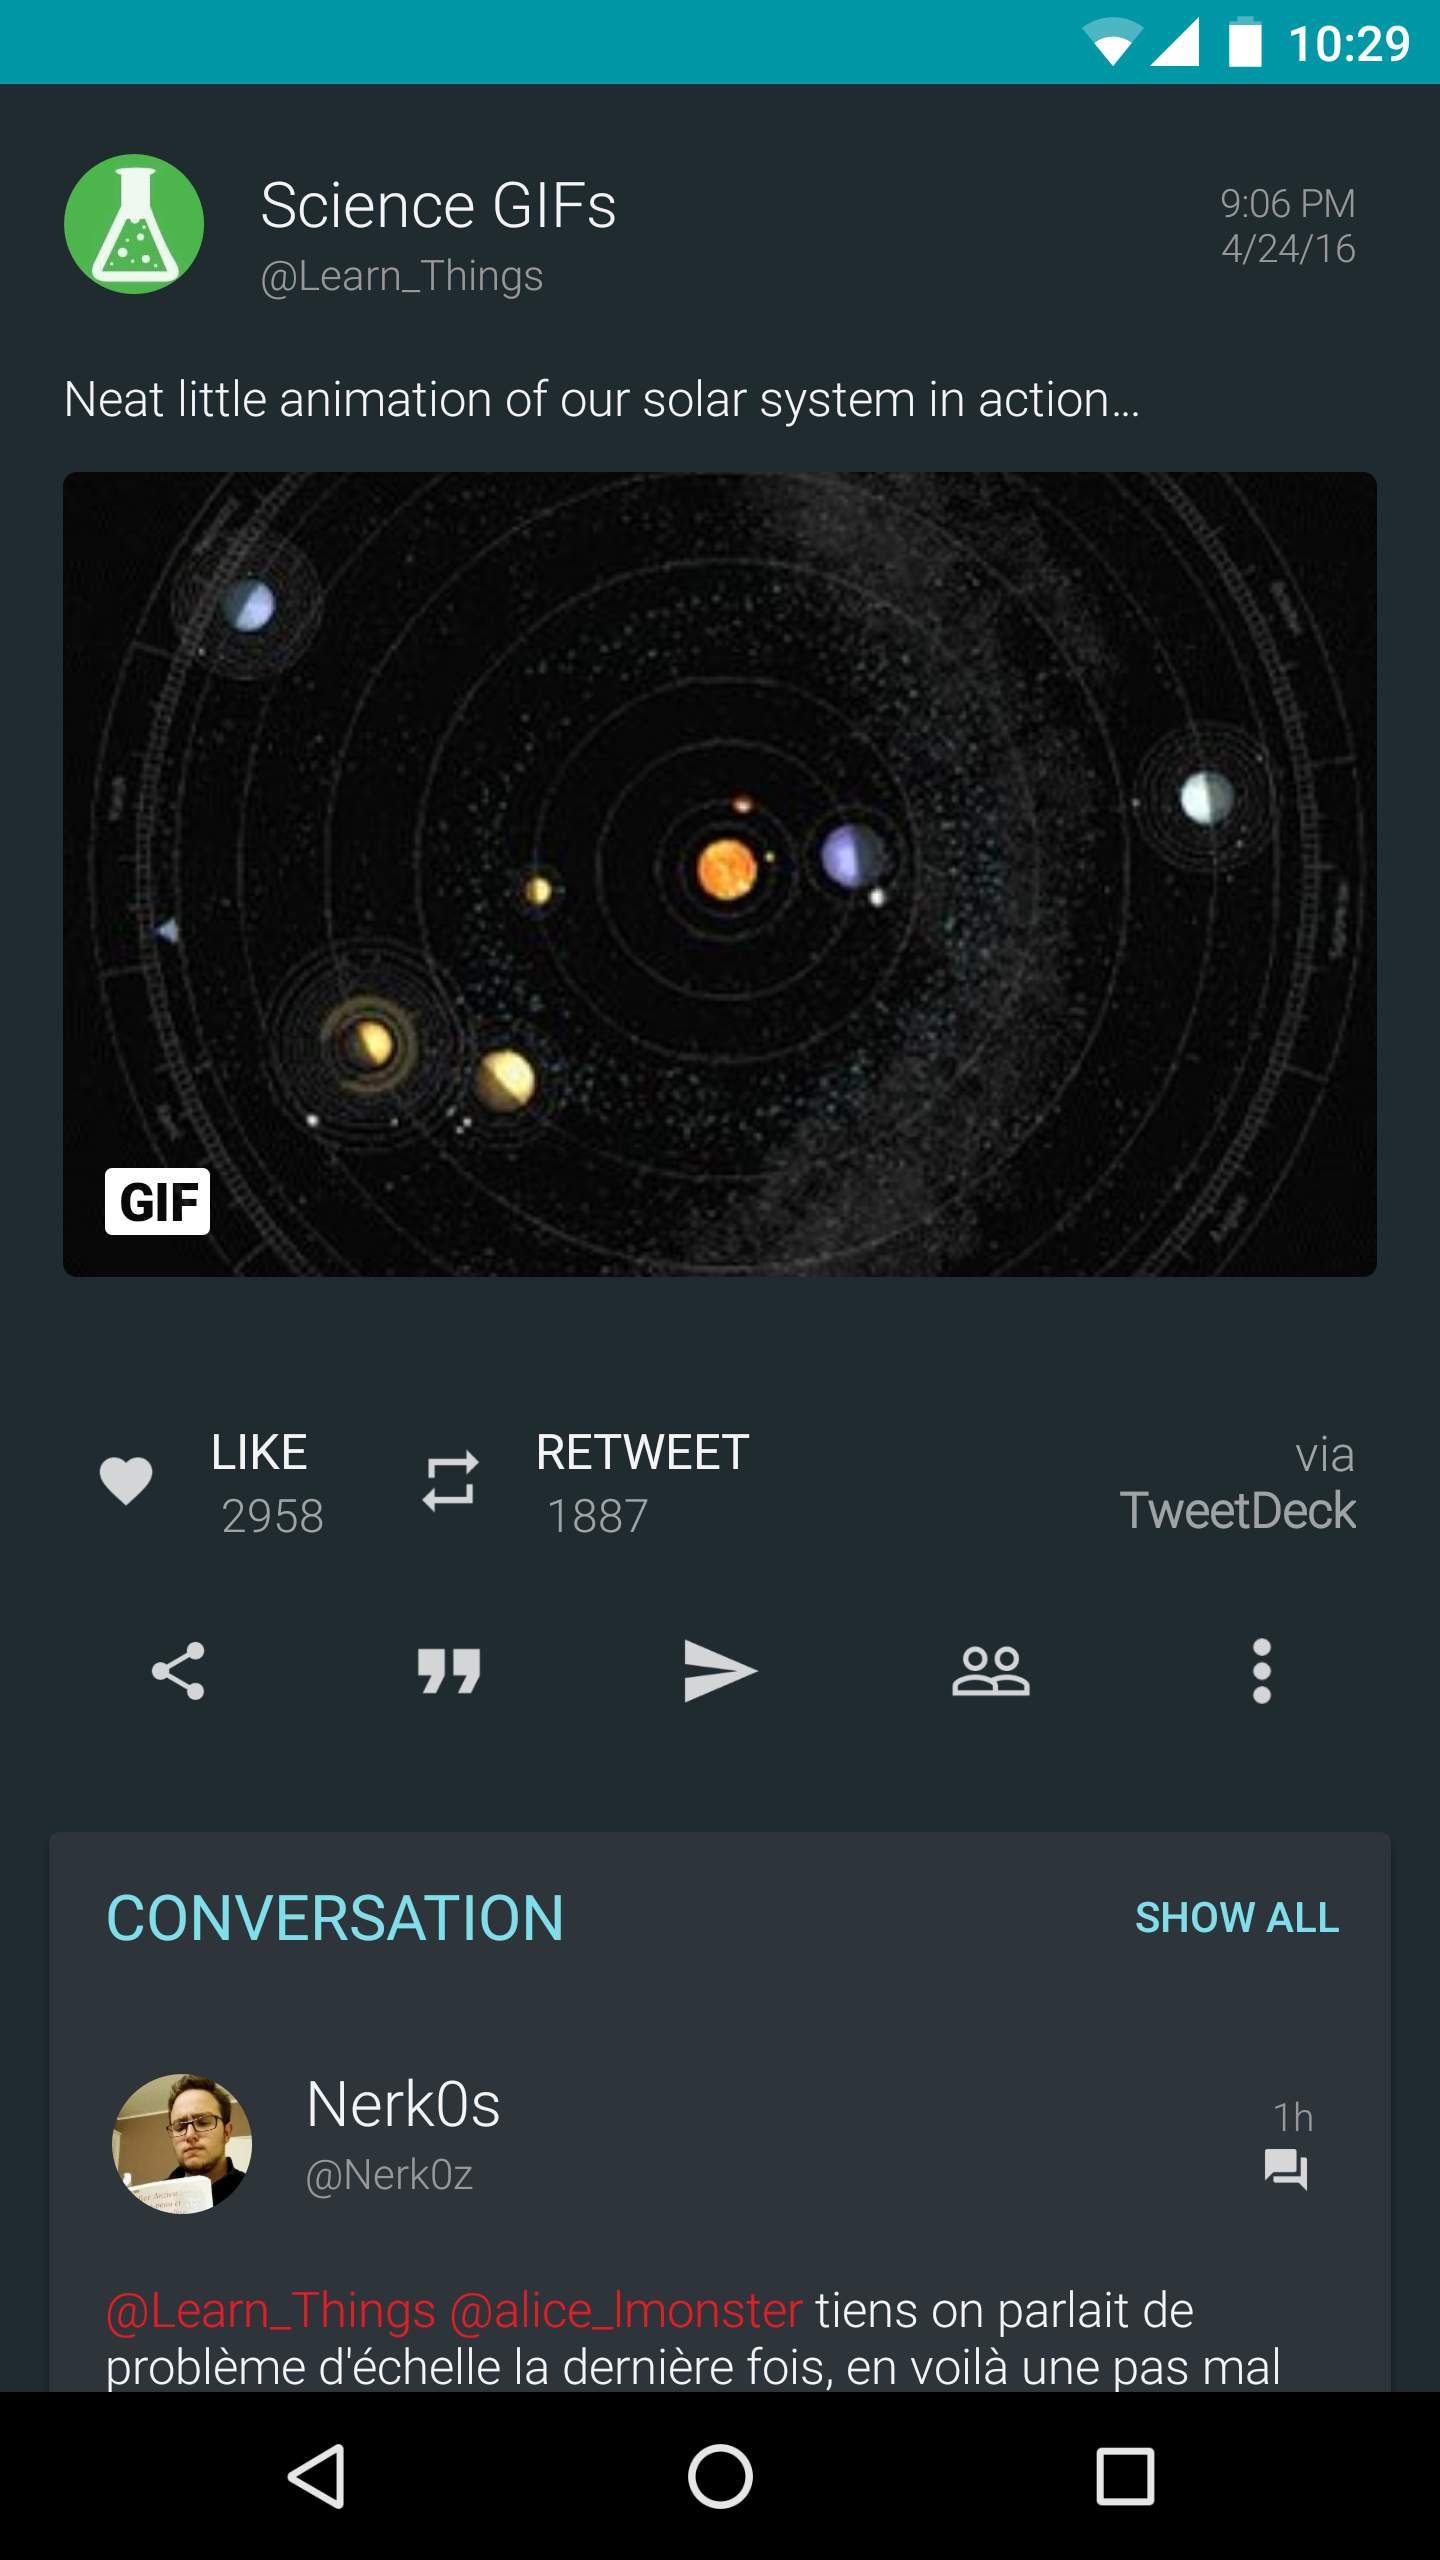 10:29
Science GIFs
@Learn_Things
9:06 PM
4/24/16
Neat little animation of our solar system in action...
GIF
LIKE
2958
RETWEET
1887
via
TweetDeck
CONVERSATION
SHOW ALL
Nerk0s
@Nerk0z
1h
@Learn_Things @alice_lmonster tiens on parlait de
problème d'échelle la dernière fois, en voilà une pas mal